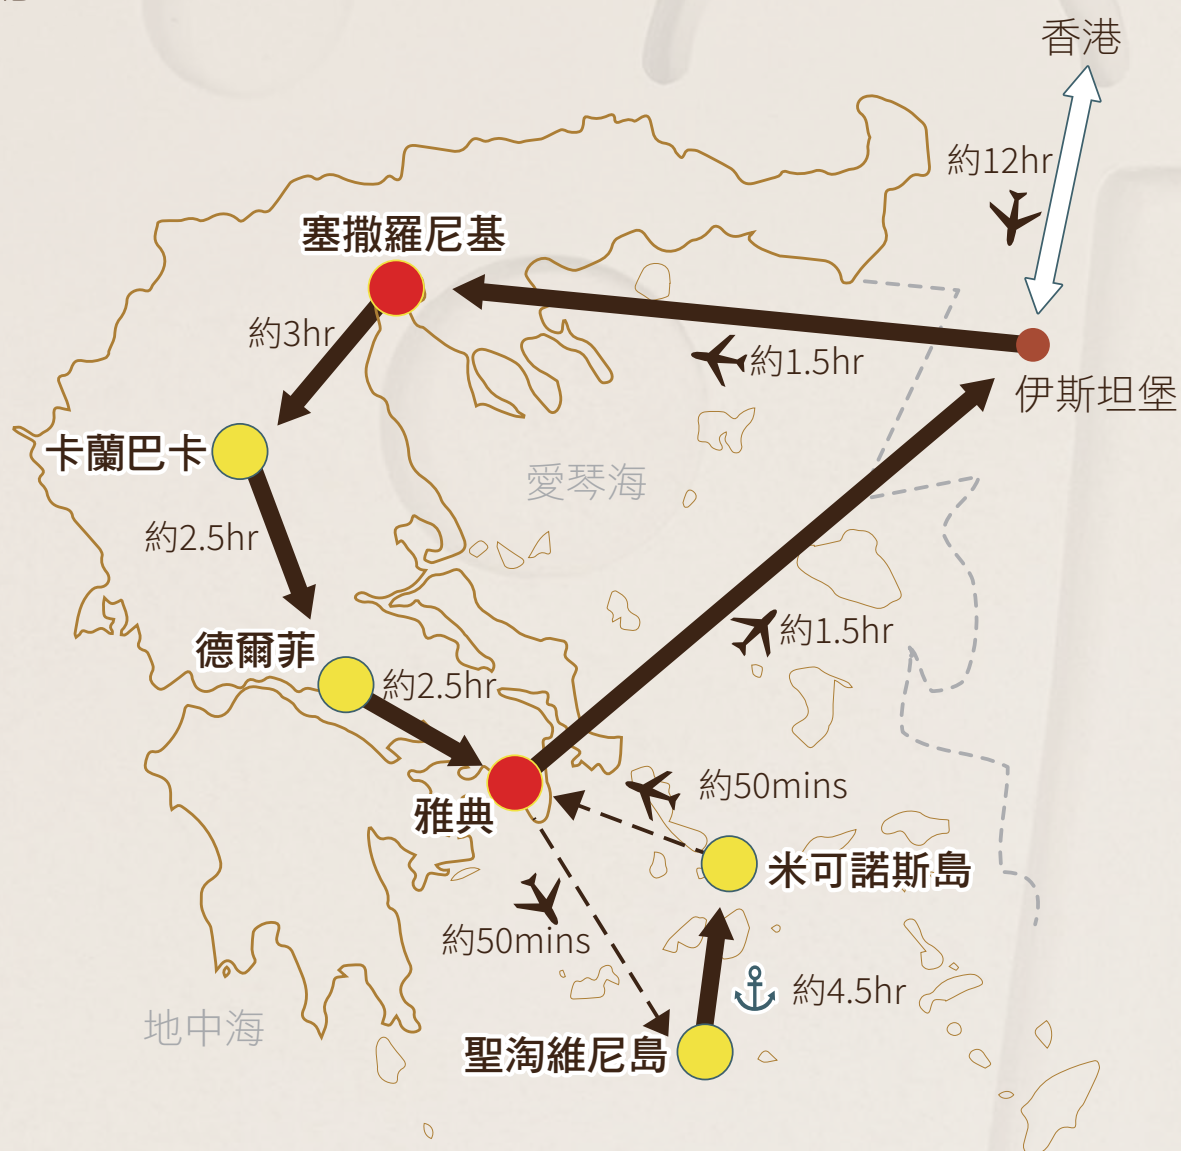 香港
約12hr
塞撒羅尼基
約3hr
約1.5hr
伊斯坦堡
卡蘭巴卡
愛琴海
約2.5hr
約1.5hr
德爾菲
約2.5hr
約50mins
雅典
米可諾斯島
約50mins
約4.5hr
地中海
聖淘維尼島